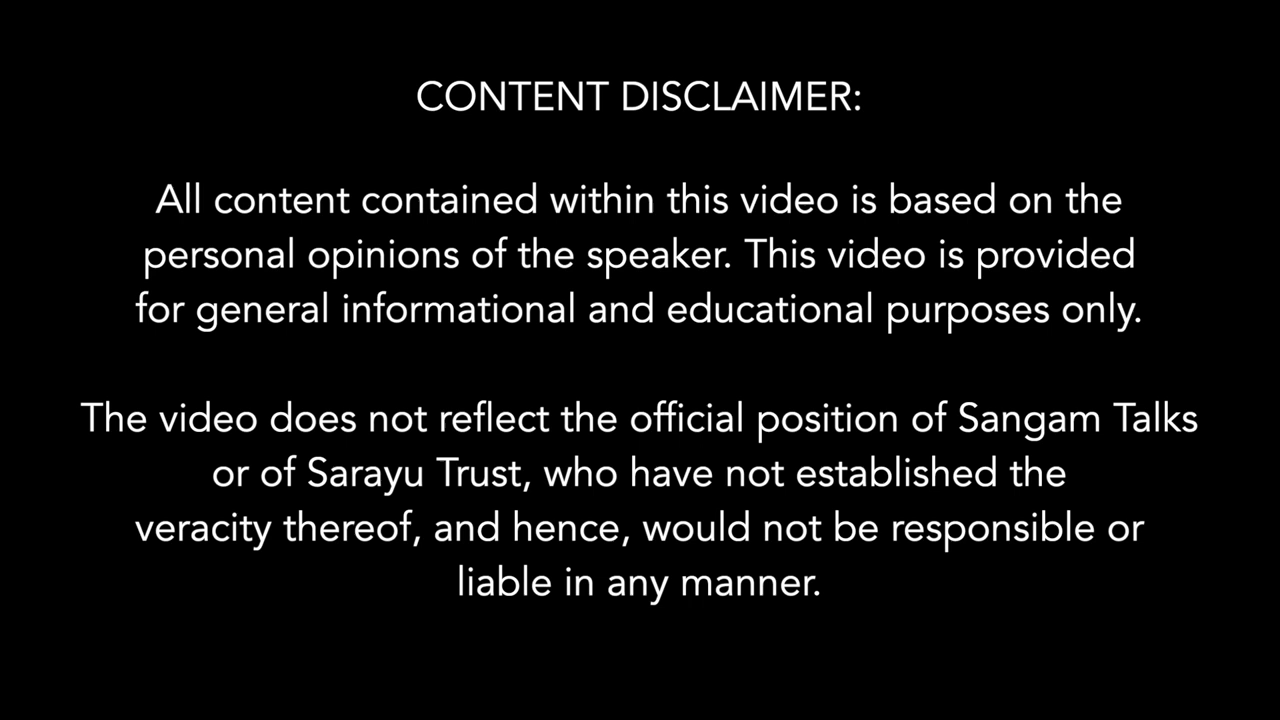 CONTENT DISCLAIMER:
All content contained within this video is based on the
personal opinions of the speaker. This video is provided
for general informational and educational purposes only.
The video does not reflect the official position of Sangam Talks
or of Sarayu Trust, who have not established the
veracity thereof, and hence, would not be responsible or
liable in any manner.